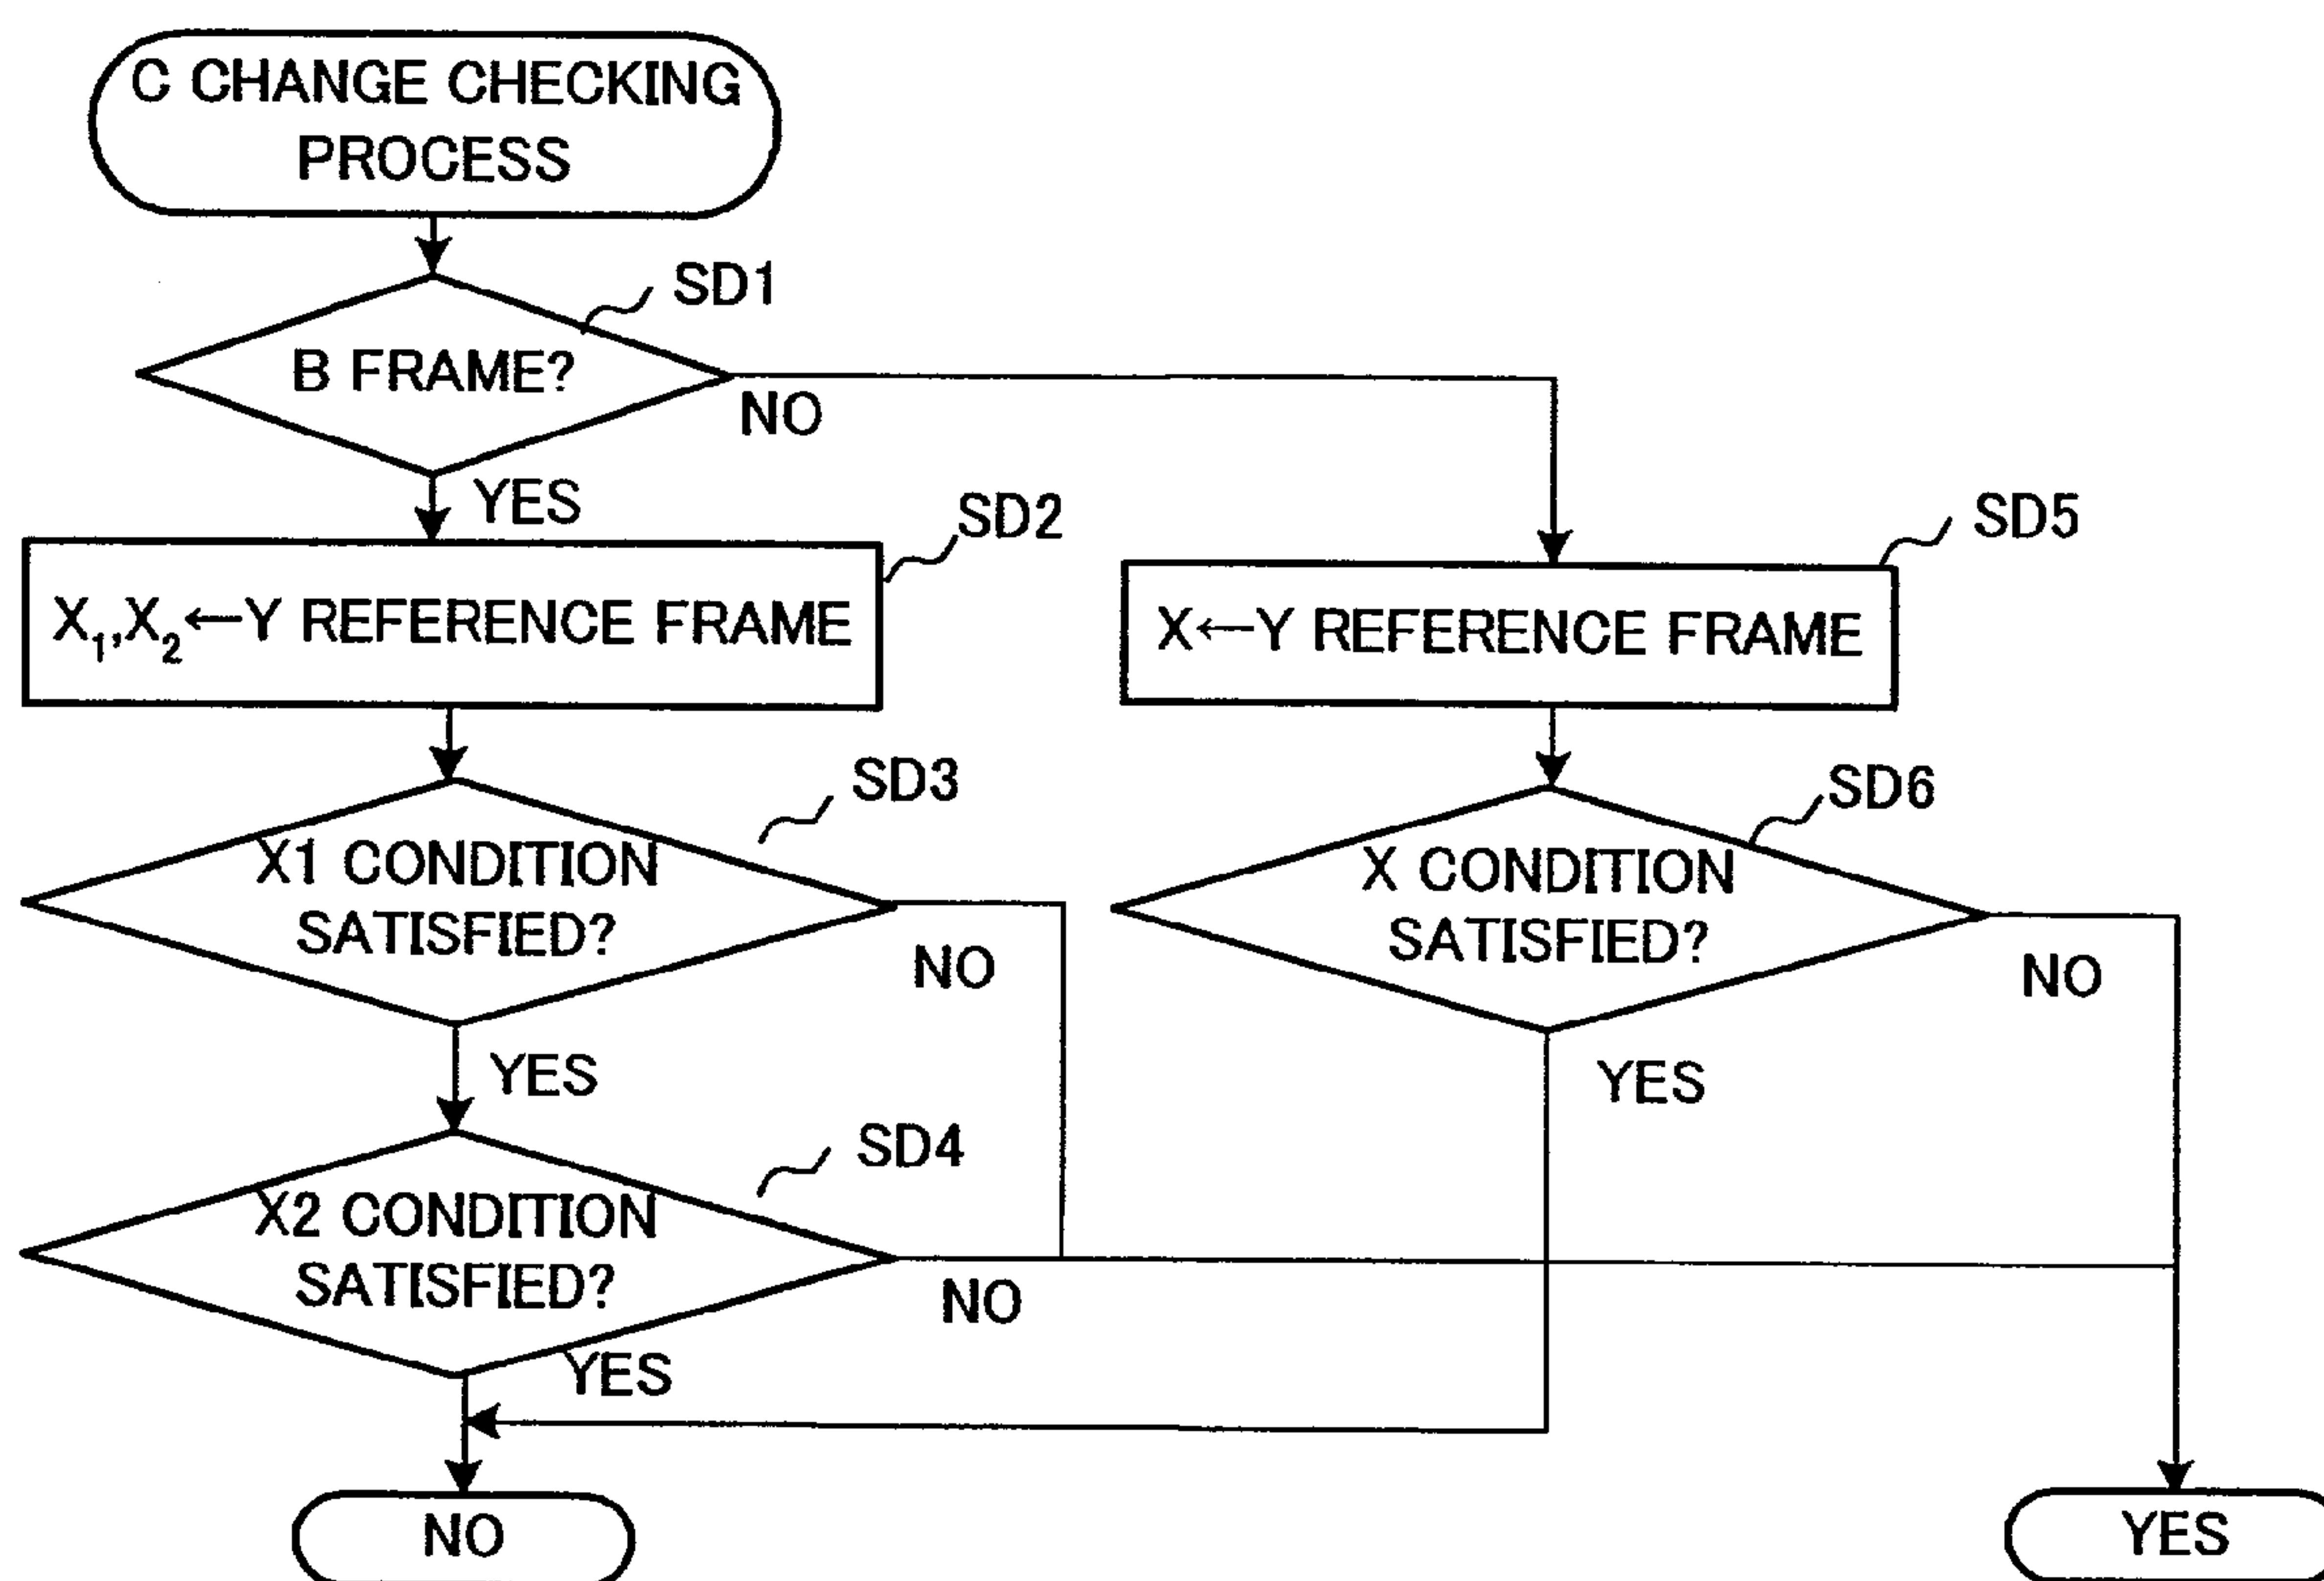 C CHANGE CHECKING
PROCESS
SD1
B FRAME?
NO
YES
SD2
X₁,X₂←Y REFERENCE FRAME
SD5
X←Y REFERENCE FRAME
SD3
X1 CONDITION
SATISFIED?
NO
SD6
X CONDITION
SATISFIED?
NO
YES
YES
SD4
X2 CONDITION
SATISFIED?
NO
YES
NO
YES